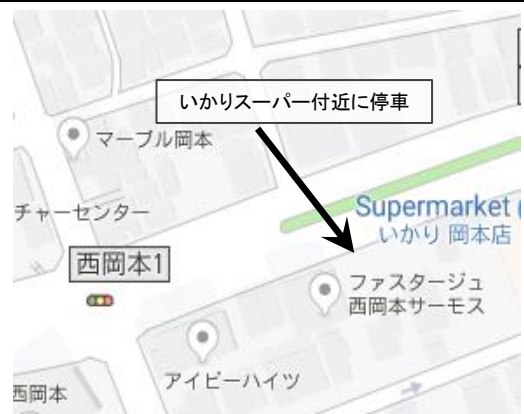 いかりスーパー付近に停車
マーブル岡本
チャーセンター
Supermarket
いかり 岡本店
西岡本1
ファスタージュ
西岡本サーモス
アイビーハイツ
西岡本